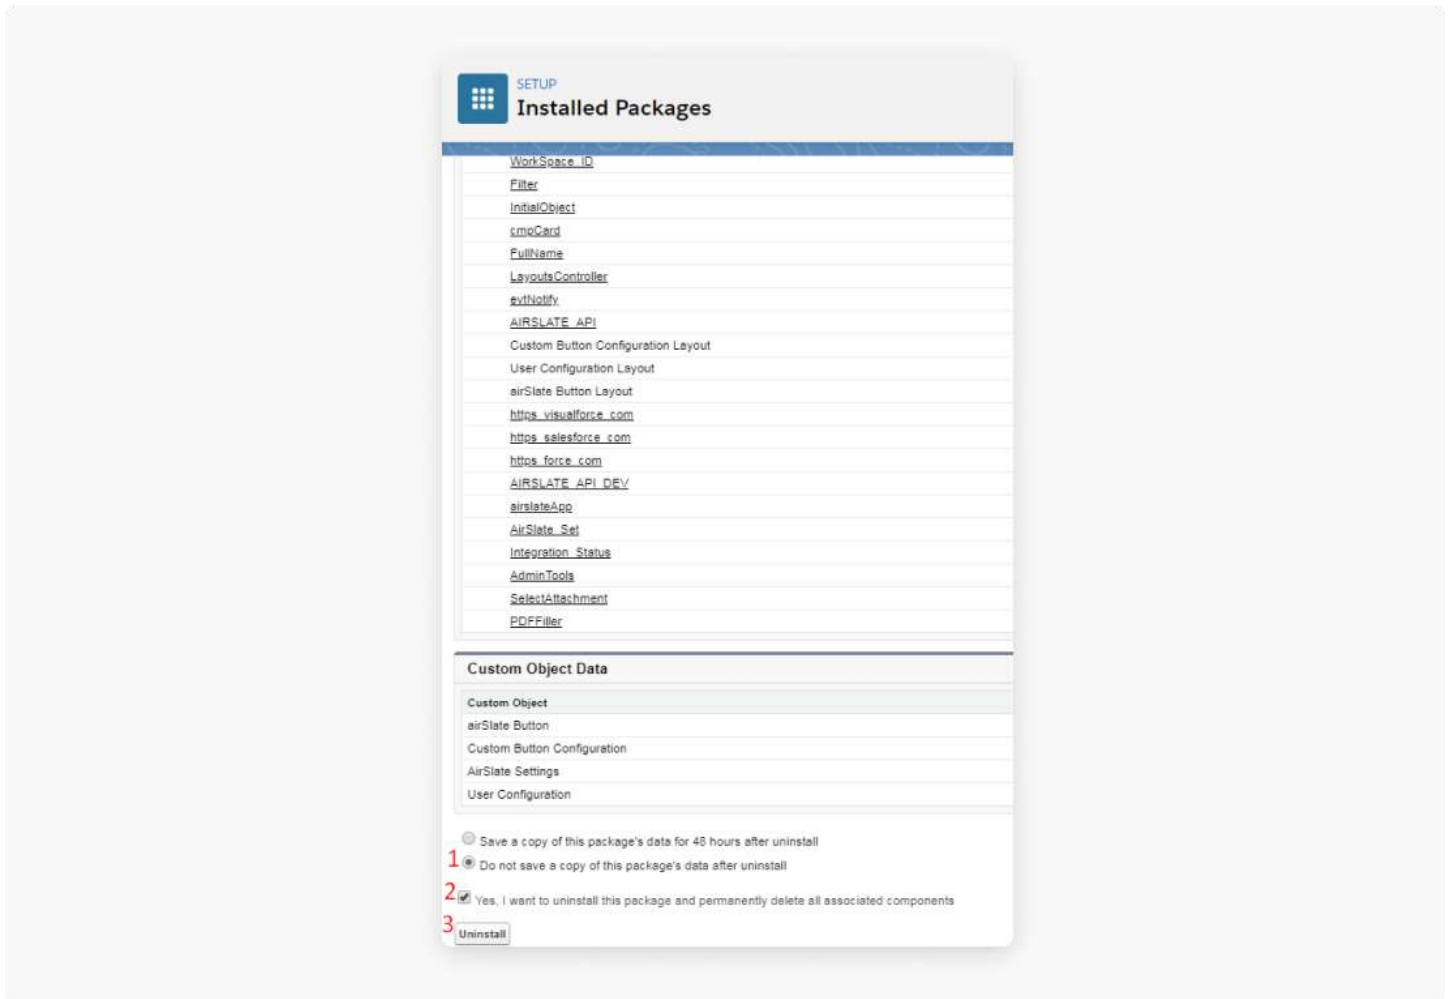 SETUP
Installed Packages
WorkSpace_ID
Filter
InitialObject
cmpCard
FullName
LayoutsController
evtNotify
AIRSLATE_API
Custom Button Configuration Layout
User Configuration Layout
airSlate Button Layout
https_visualforce_com
https_salesforce_com
https_force_com
AIRSLATE_API_DEV
airslateApp
AirSlate_Set
Integration_Status
AdminTools
SelectAttachment
PDFFiller
Custom Object Data
Custom Object
airSlate Button
Custom Button Configuration
AirSlate Settings
User Configuration
Save a copy of this package's data for 48 hours after uninstall
1 Do not save a copy of this package's data after uninstall
2 Yes, I want to uninstall this package and permanently delete all associated components
3 Uninstall